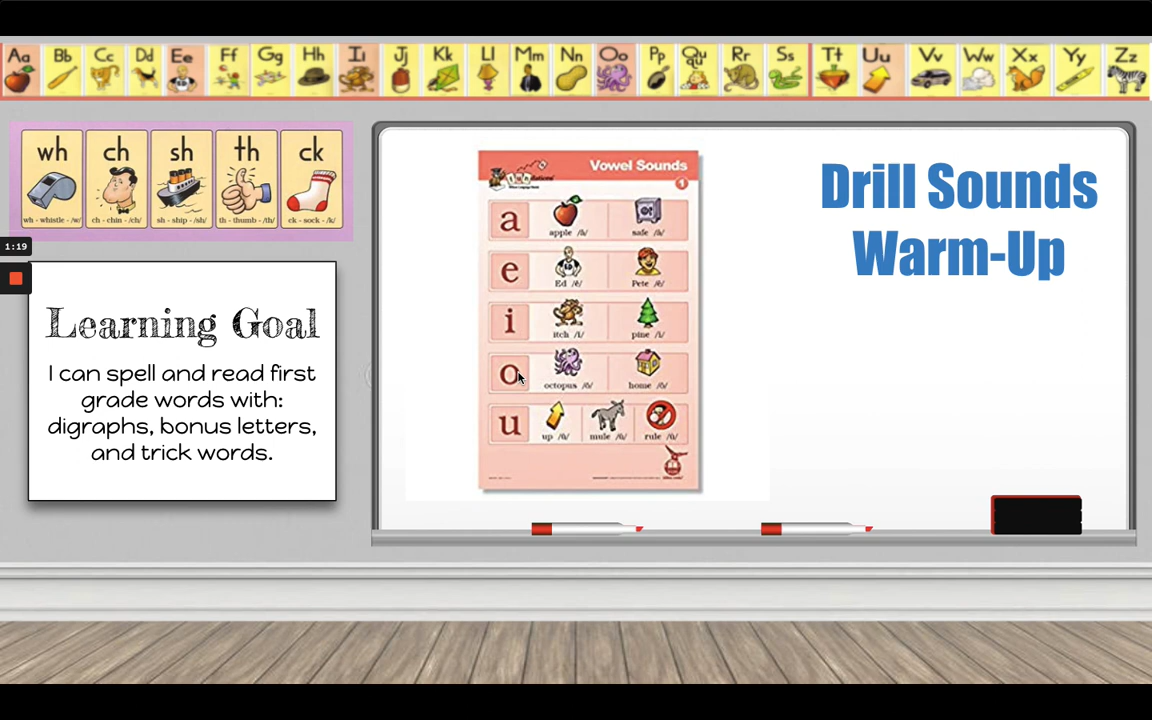 Aa Bb Cc Dd Ee Ff Gg Hh Ii Jj Kk Ll Mm Nn Oo Pp Qu qu Rr Ss Tt Uu Vv Ww Xx Yy Zz
wh ch sh th ck
wh - whistle - /w/ ch - chin - /ch/ sh - ship - /sh/ th - thumb - /th/ ck - sock - /k/
1:19
Learning Goal
I can spell and read first
grade words with:
digraphs, bonus letters,
and trick words.
Vowel Sounds
1
a
apple /ă/ safe /ā/
e
Ed /ĕ/ Pete /ē/
i
itch /ĭ/ pine /ī/
o
octopus /ŏ/ home /ō/
u
up /ŭ/ mule /ū/ rule /ü/
Drill Sounds
Warm-Up